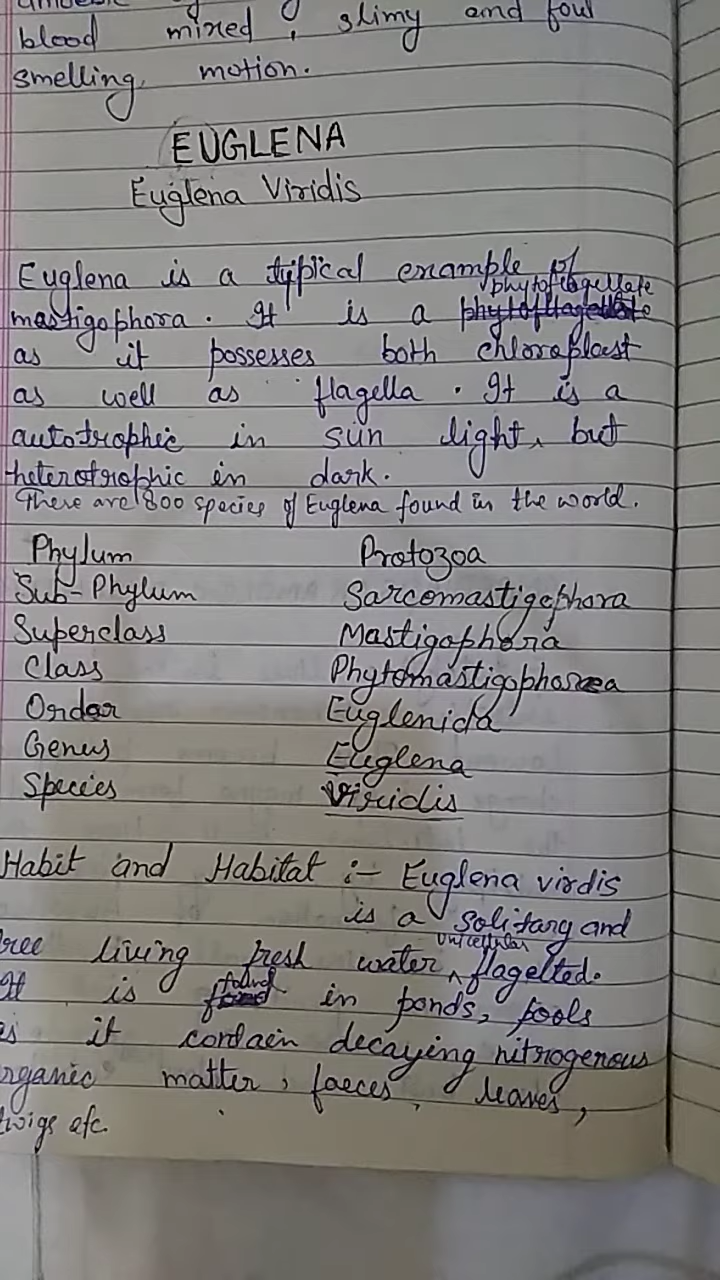 blood mixed, slimy and foul
smelling motion.
EUGLENA
Euglena Viridis
Euglena is a typical example of
phytoflagellate
mastigophora. It is a phytoflagellate
as it possesses both chloroplast
as well as flagella. It is a
autotrophic in sun light, but
heterotrophic in dark.
There are 800 species of Euglena found in the world.
Phylum Protozoa
Sub-Phylum Sarcomastigophora
Superclass Mastigophora
Class Phytomastigophorea
Order Euglenida
Genus Euglena
Species Viridis
Habit and Habitat :- Euglena virdis
is a solitary and
free living fresh water unicellular flagelted.
It is found in ponds, pools
as it contain decaying nitrogenous
organic matter, faeces, leaves,
twigs etc.